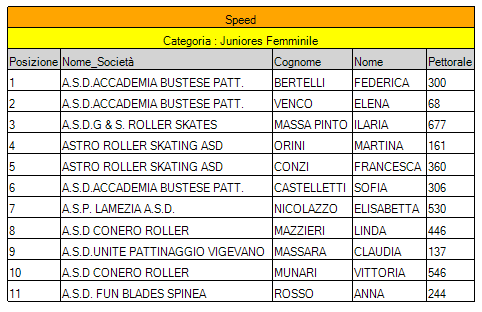 Speed
Categoria : Juniores Femminile
Posizione Nome_Società Cognome Nome Pettorale
1 A.S.D.ACCADEMIA BUSTESE PATT. BERTELLI FEDERICA 300
2 A.S.D.ACCADEMIA BUSTESE PATT. VENCO ELENA 68
3 A.S.D.G & S. ROLLER SKATES MASSA PINTO ILARIA 677
4 ASTRO ROLLER SKATING ASD ORINI MARTINA 161
5 ASTRO ROLLER SKATING ASD CONZI FRANCESCA 360
6 A.S.D.ACCADEMIA BUSTESE PATT. CASTELLETTI SOFIA 306
7 A.S.P. LAMEZIA A.S.D. NICOLAZZO ELISABETTA 530
8 A.S.D CONERO ROLLER MAZZIERI LINDA 446
9 A.S.D.UNITE PATTINAGGIO VIGEVANO MASSARA CLAUDIA 137
10 A.S.D CONERO ROLLER MUNARI VITTORIA 546
11 A.S.D. FUN BLADES SPINEA ROSSO ANNA 244